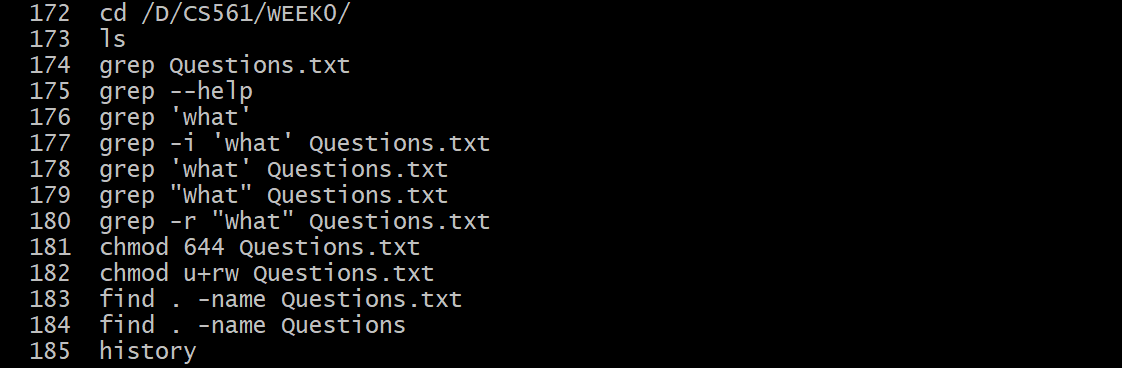 172 cd /D/CS561/WEEK0/
173 ls
174 grep Questions.txt
175 grep --help
176 grep 'what'
177 grep -i 'what' Questions.txt
178 grep 'what' Questions.txt
179 grep "What" Questions.txt
180 grep -r "What" Questions.txt
181 chmod 644 Questions.txt
182 chmod u+rw Questions.txt
183 find . -name Questions.txt
184 find . -name Questions
185 history